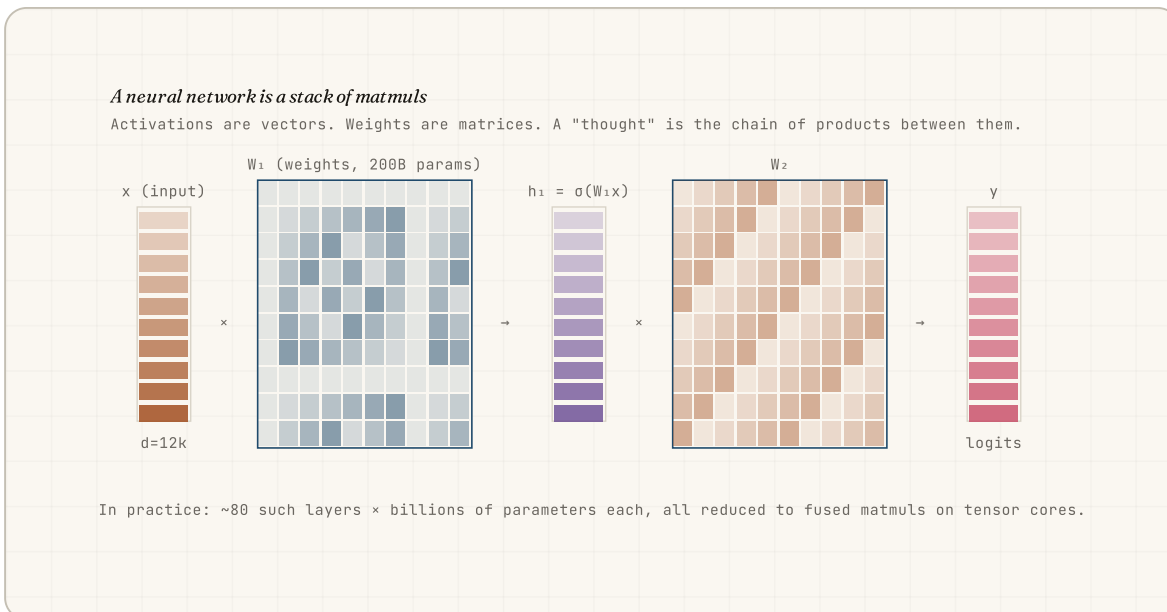 A neural network is a stack of matmuls
Activations are vectors. Weights are matrices. A "thought" is the chain of products between them.
W₁ (weights, 200B params)
W₂
x (input)
h₁ = σ(W₁x)
y
×
→
×
→
d=12k
logits
In practice: ~80 such layers × billions of parameters each, all reduced to fused matmuls on tensor cores.